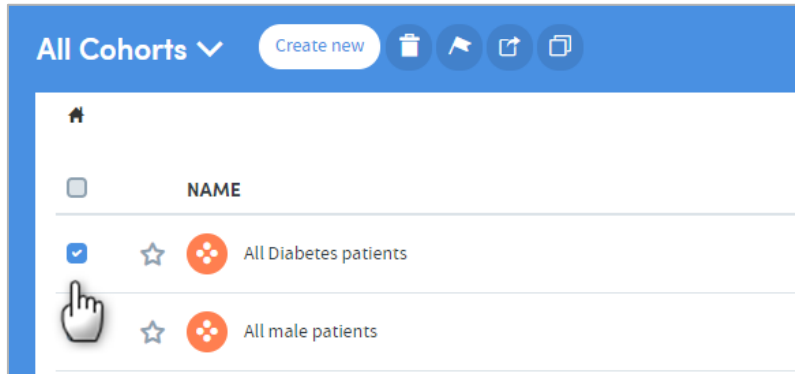 All Cohorts
Create new
NAME
All Diabetes patients
All male patients